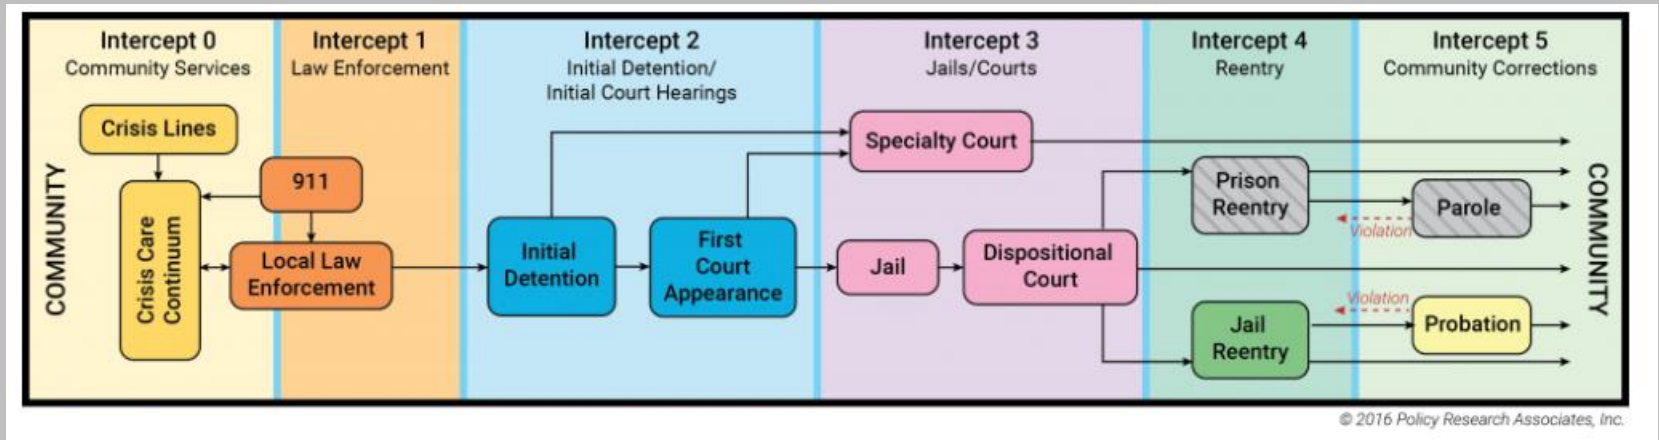 Intercept 0
Community Services
Intercept 1
Law Enforcement
Intercept 2
Initial Detention/
Initial Court Hearings
Intercept 3
Jails/Courts
Intercept 4
Reentry
Intercept 5
Community Corrections
COMMUNITY
Crisis Lines
Crisis Care
Continuum
911
Local Law
Enforcement
Initial
Detention
First
Court
Appearance
Specialty Court
Jail
Dispositional
Court
Prison
Reentry
Parole
Violation
Jail
Reentry
Violation
Probation
COMMUNITY
© 2016 Policy Research Associates, Inc.